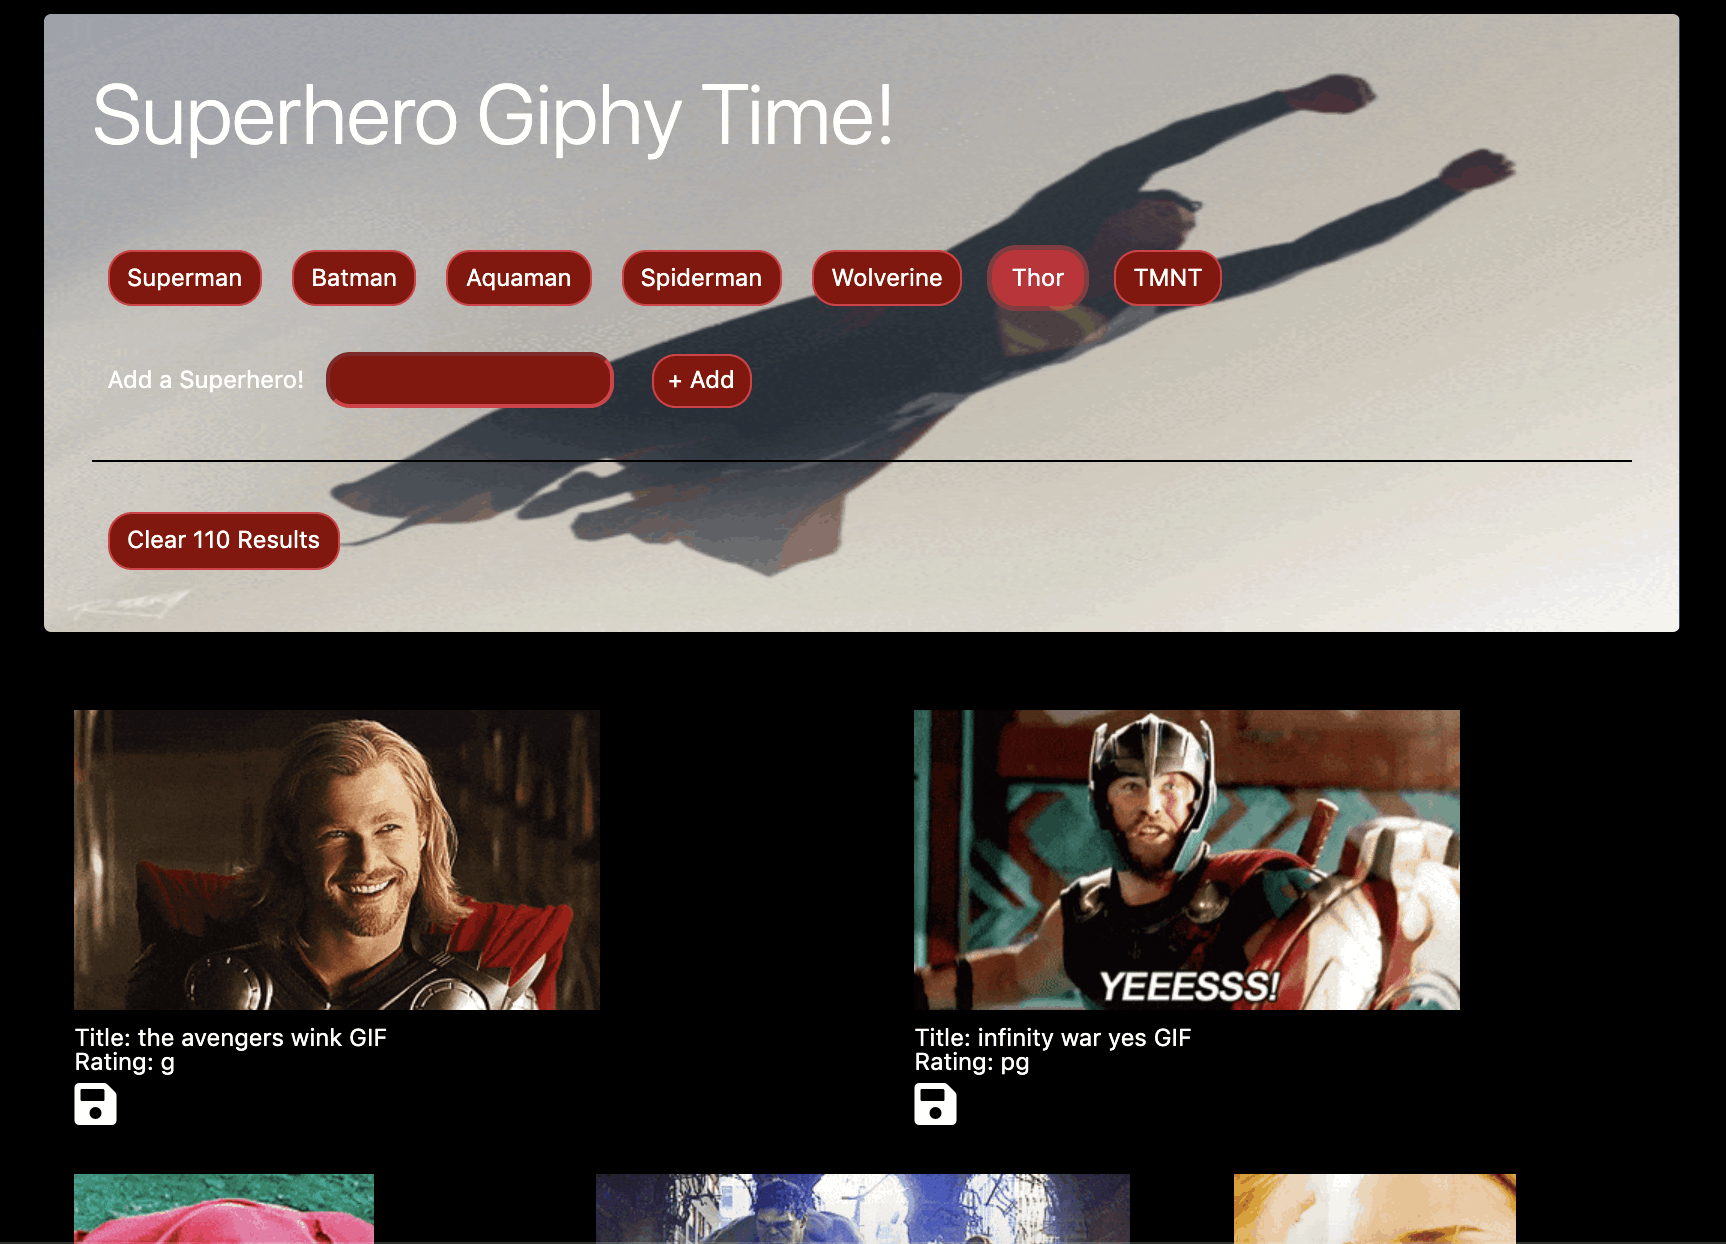 Superhero Giphy Time!
Superman Batman Aquaman Spiderman Wolverine Thor TMNT
Add a Superhero! + Add
Clear 110 Results
YEEESSS!
Title: the avengers wink GIF
Rating: g
Title: infinity war yes GIF
Rating: pg